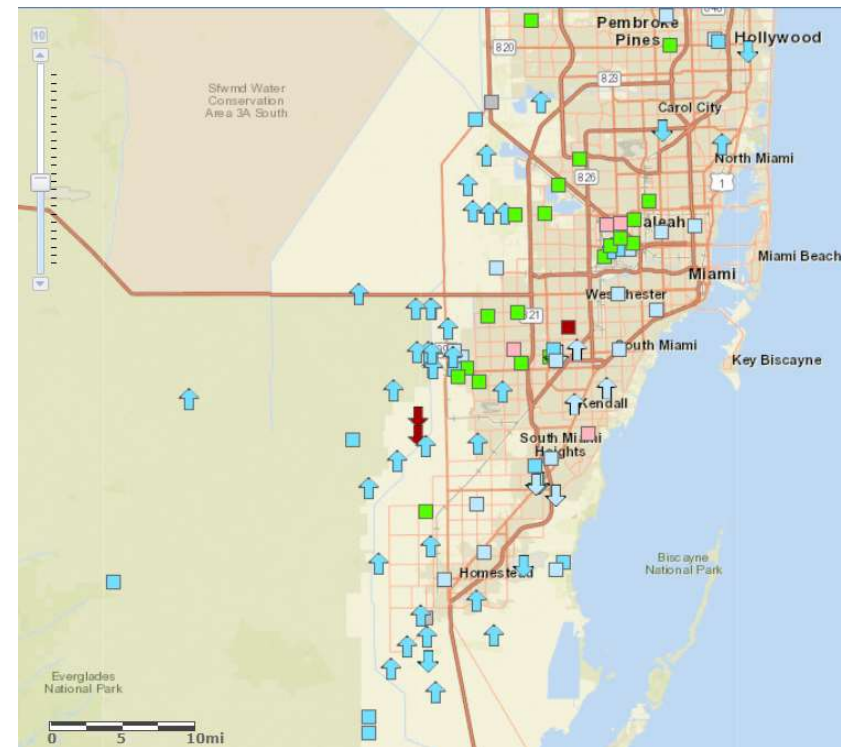 10
820
Pembroke
Pines
Hollywood
823
Sfwmd Water
Conservation
Area 3A South
Carol City
North Miami
826
1
aleah
Miami Beach
Miami
Westchester
821
South Miami
Key Biscayne
Kendall
South Miami
Heights
Biscayne
National Park
Homestead
Everglades
National Park
0 5 10mi